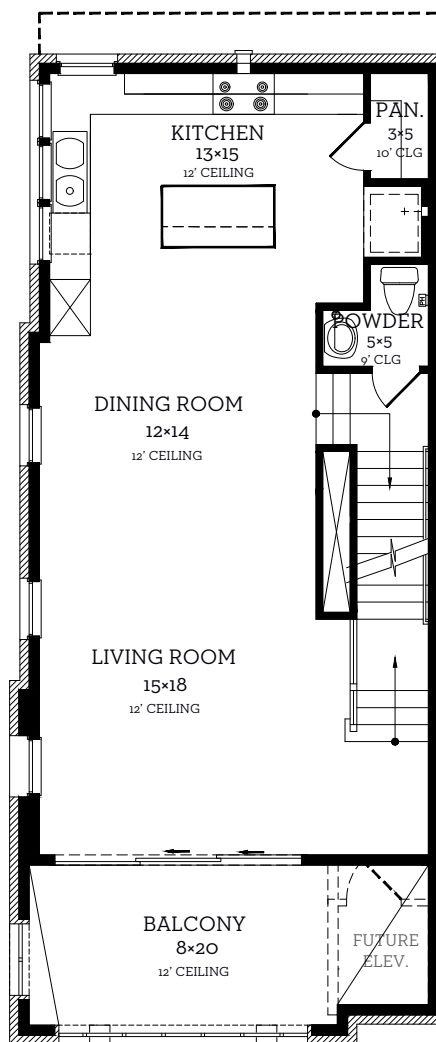 KITCHEN
13×15
12' CEILING
PAN.
3×5
10' CLG
POWDER
5×5
9' CLG
DINING ROOM
12×14
12' CEILING
LIVING ROOM
15×18
12' CEILING
BALCONY
8×20
12' CEILING
FUTURE
ELEV.